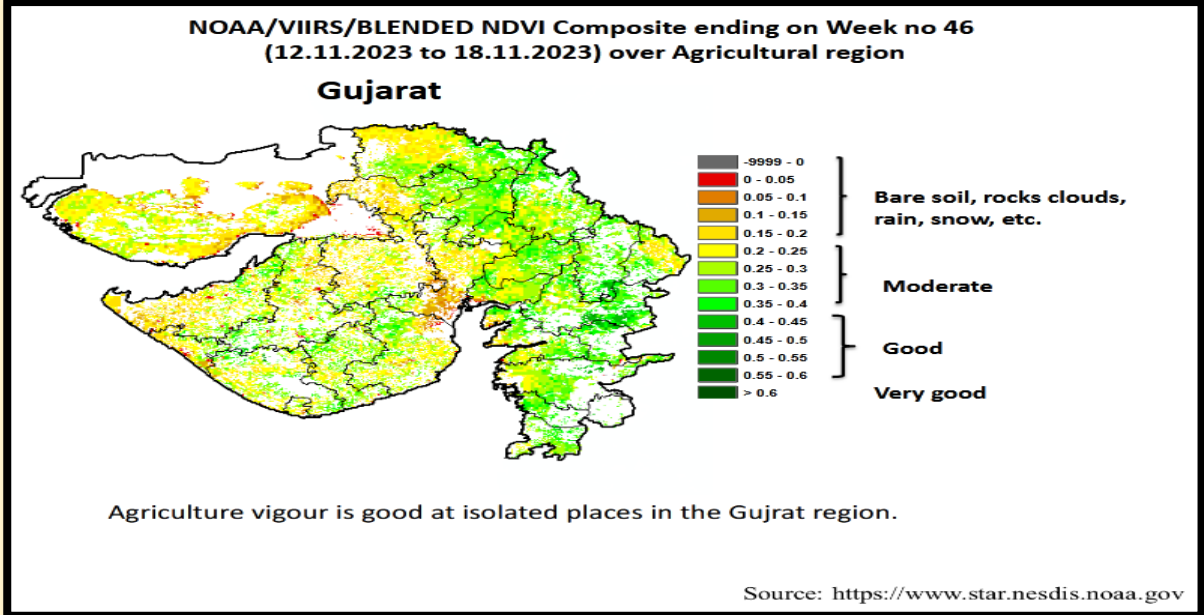 NOAA/VIIRS/BLENDED NDVI Composite ending on Week no 46
(12.11.2023 to 18.11.2023) over Agricultural region
Gujarat
-9999 - 0
0 - 0.05
0.05 - 0.1
0.1 - 0.15
0.15 - 0.2
0.2 - 0.25
0.25 - 0.3
0.3 - 0.35
0.35 - 0.4
0.4 - 0.45
0.45 - 0.5
0.5 - 0.55
0.55 - 0.6
> 0.6
Bare soil, rocks clouds,
rain, snow, etc.
Moderate
Good
Very good
Agriculture vigour is good at isolated places in the Gujrat region.
Source: https://www.star.nesdis.noaa.gov